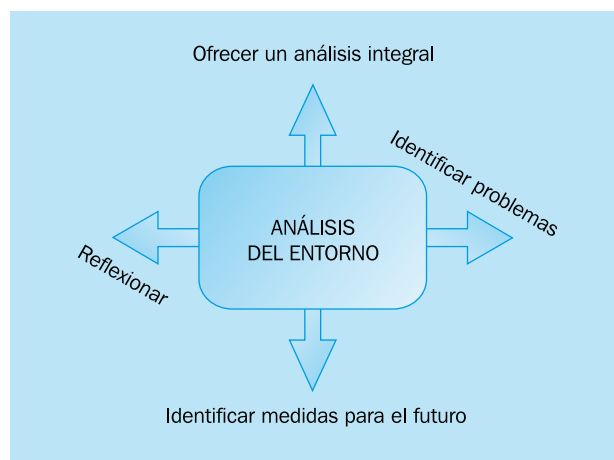 Ofrecer un análisis integral
Identificar problemas
ANÁLISIS
DEL ENTORNO
Reflexionar
Identificar medidas para el futuro